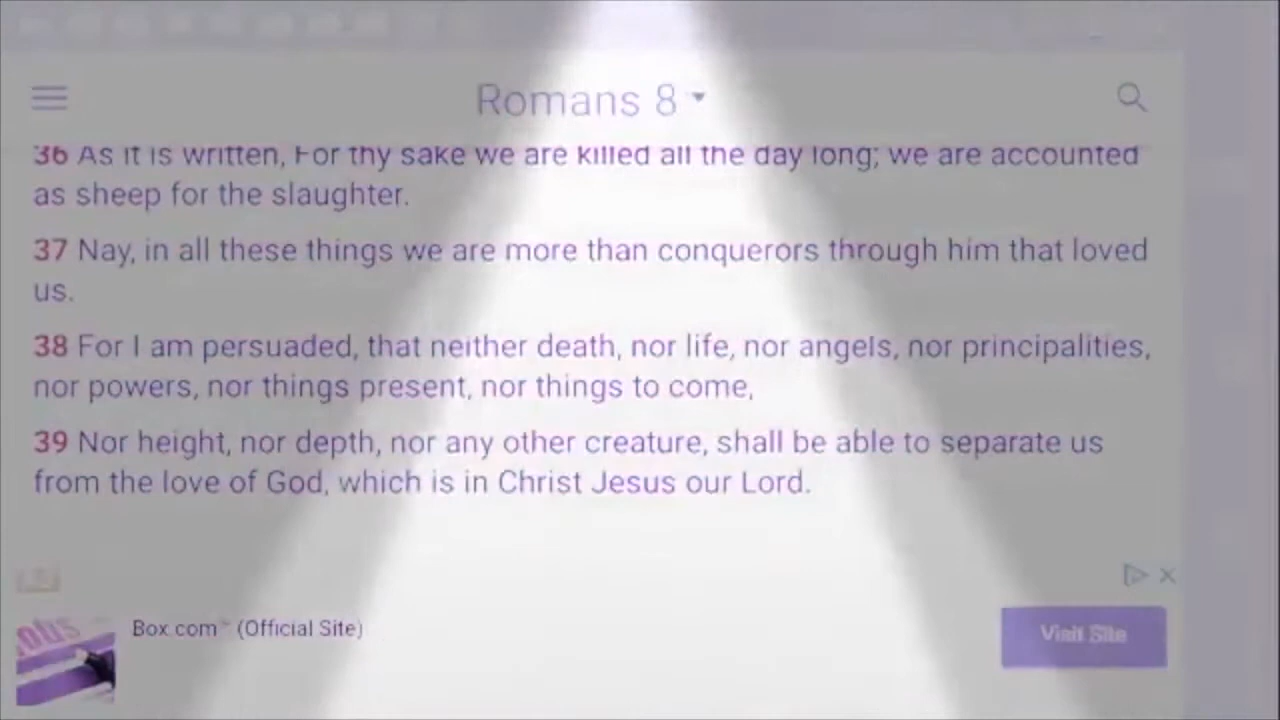 Romans 8
36 As it is written, For thy sake we are killed all the day long; we are accounted
as sheep for the slaughter.
37 Nay, in all these things we are more than conquerors through him that loved
us.
38 For I am persuaded, that neither death, nor life, nor angels, nor principalities,
nor powers, nor things present, nor things to come,
39 Nor height, nor depth, nor any other creature, shall be able to separate us
from the love of God, which is in Christ Jesus our Lord.
Box.com™ (Official Site)
Visit Site